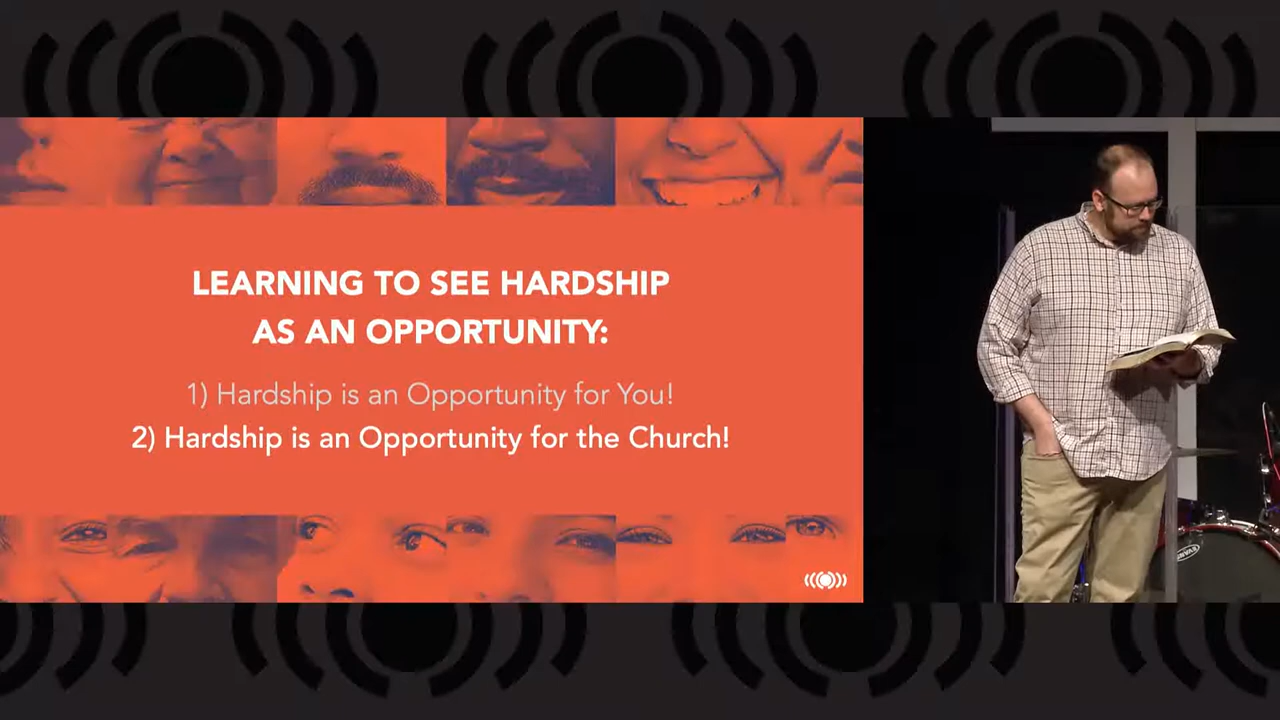 LEARNING TO SEE HARDSHIP
AS AN OPPORTUNITY:
1) Hardship is an Opportunity for You!
2) Hardship is an Opportunity for the Church!
CANVAS